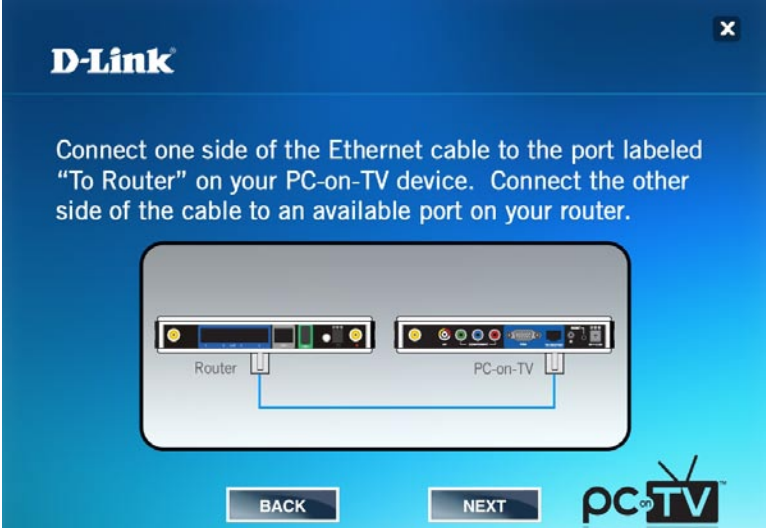 D-Link
Connect one side of the Ethernet cable to the port labeled
“To Router” on your PC-on-TV device.  Connect the other
side of the cable to an available port on your router.
Router
PC-on-TV
BACK
NEXT
pc on TV™